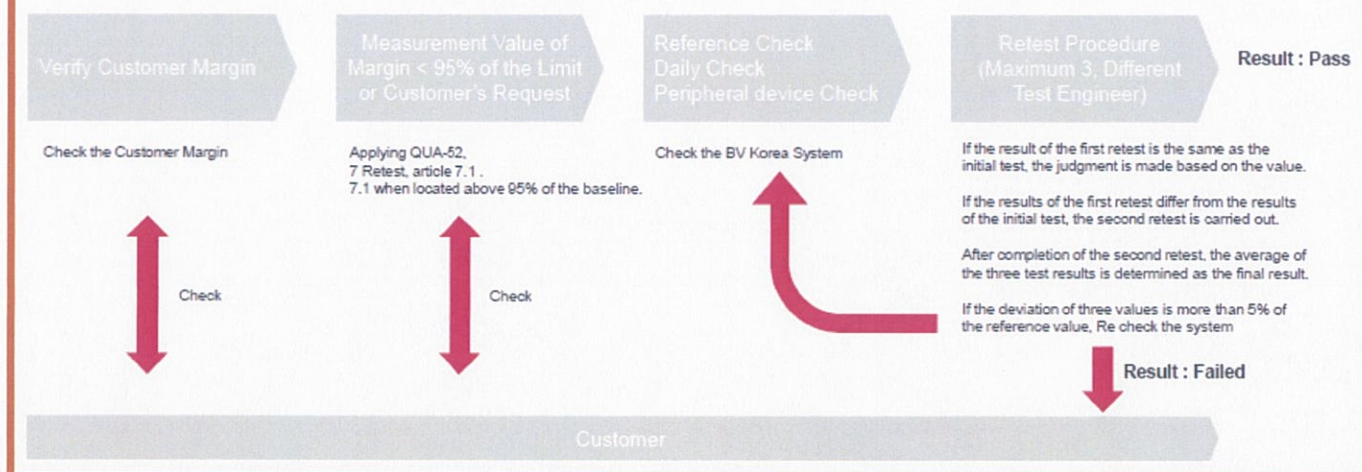 Verify Customer Margin
Measurement Value of
Margin < 95% of the Limit
or Customer's Request
Reference Check
Daily Check
Peripheral device Check
Retest Procedure
(Maximum 3, Different
Test Engineer)
Result : Pass
Check the Customer Margin
Applying QUA-52,
7 Retest, article 7.1 .
7.1 when located above 95% of the baseline.
Check the BV Korea System
If the result of the first retest is the same as the
initial test, the judgment is made based on the value.
If the results of the first retest differ from the results
of the initial test, the second retest is carried out.
After completion of the second retest, the average of
the three test results is determined as the final result.
If the deviation of three values is more than 5% of
the reference value, Re check the system
Check
Check
Result : Failed
Customer